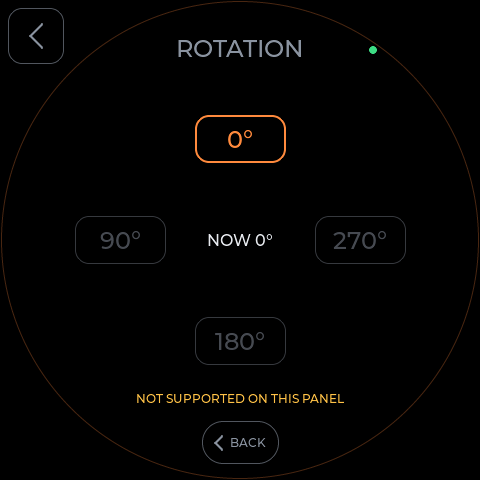 ROTATION
0°
90°
NOW 0°
270°
180°
NOT SUPPORTED ON THIS PANEL
BACK